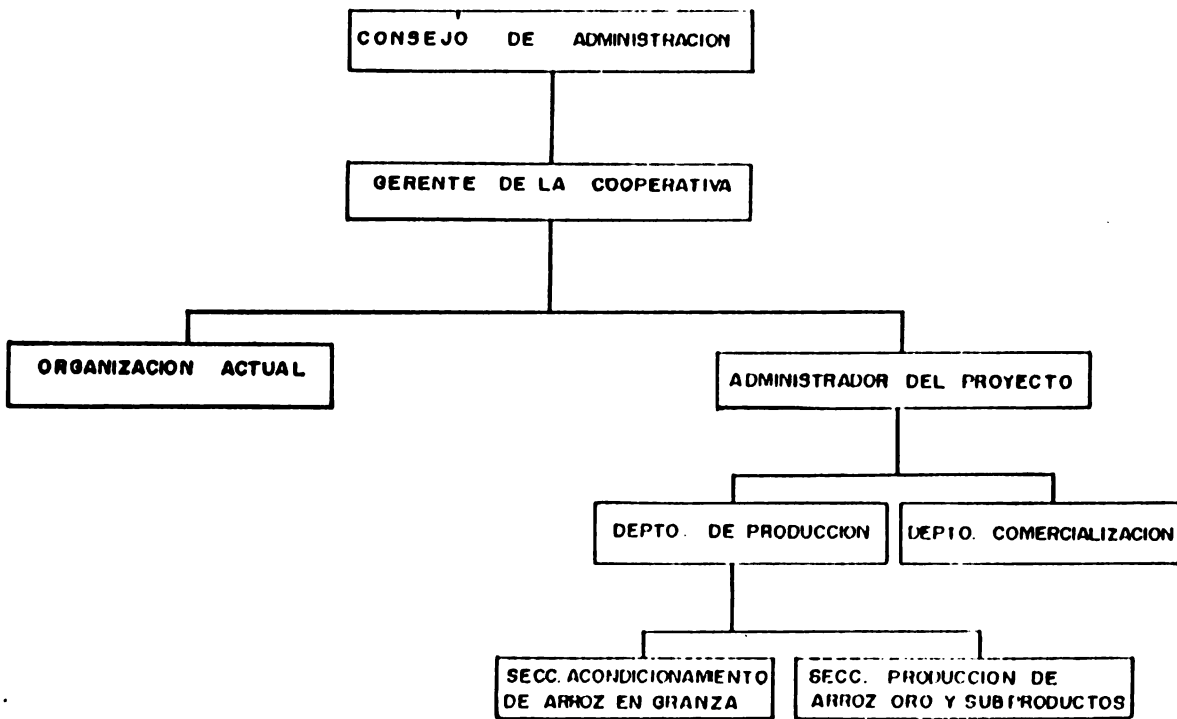 CONSEJO DE ADMINISTRACION
GERENTE DE LA COOPERATIVA
ORGANIZACION ACTUAL
ADMINISTRADOR DEL PROYECTO
DEPTO. DE PRODUCCION
DEPTO. COMERCIALIZACION
SECC. ACONDICIONAMIENTO
DE ARROZ EN GRANZA
SECC. PRODUCCION DE
ARROZ ORO Y SUBPRODUCTOS